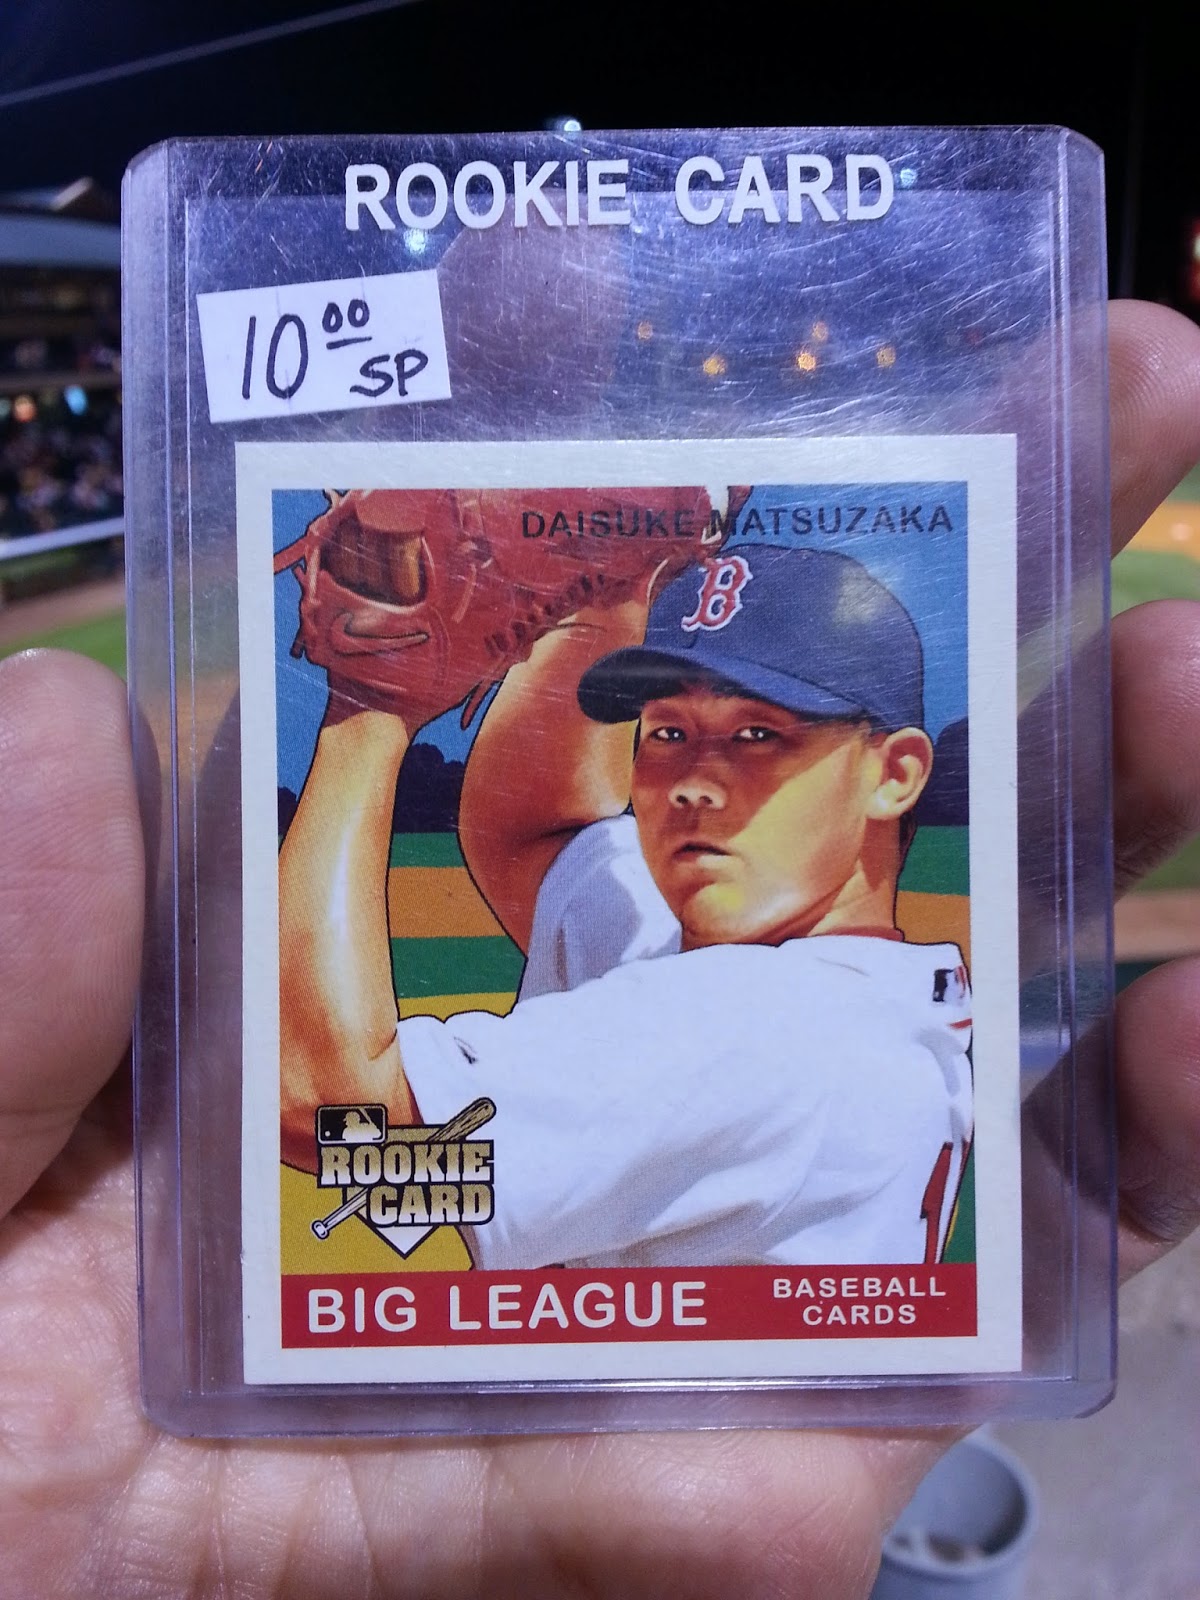 ROOKIE CARD
10 00
SP
DAISUKE MATSUZAKA
B
ROOKIE
CARD
BIG LEAGUE
BASEBALL
CARDS